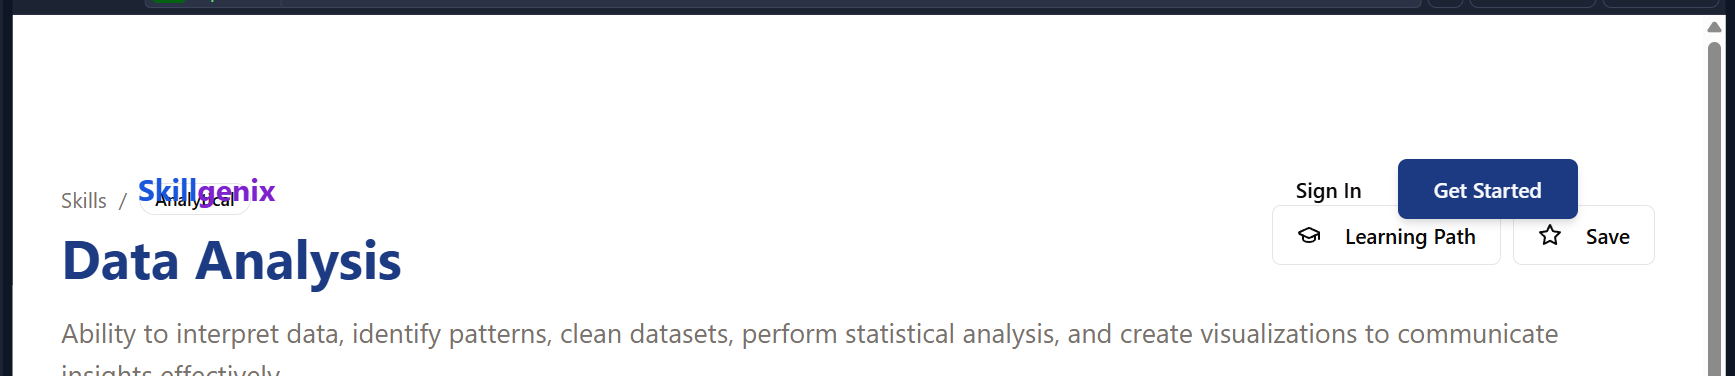 Skillgenix
Sign In
Get Started
Skills / Analytical
Learning Path
Save
Data Analysis
Ability to interpret data, identify patterns, clean datasets, perform statistical analysis, and create visualizations to communicate
insights effectively.